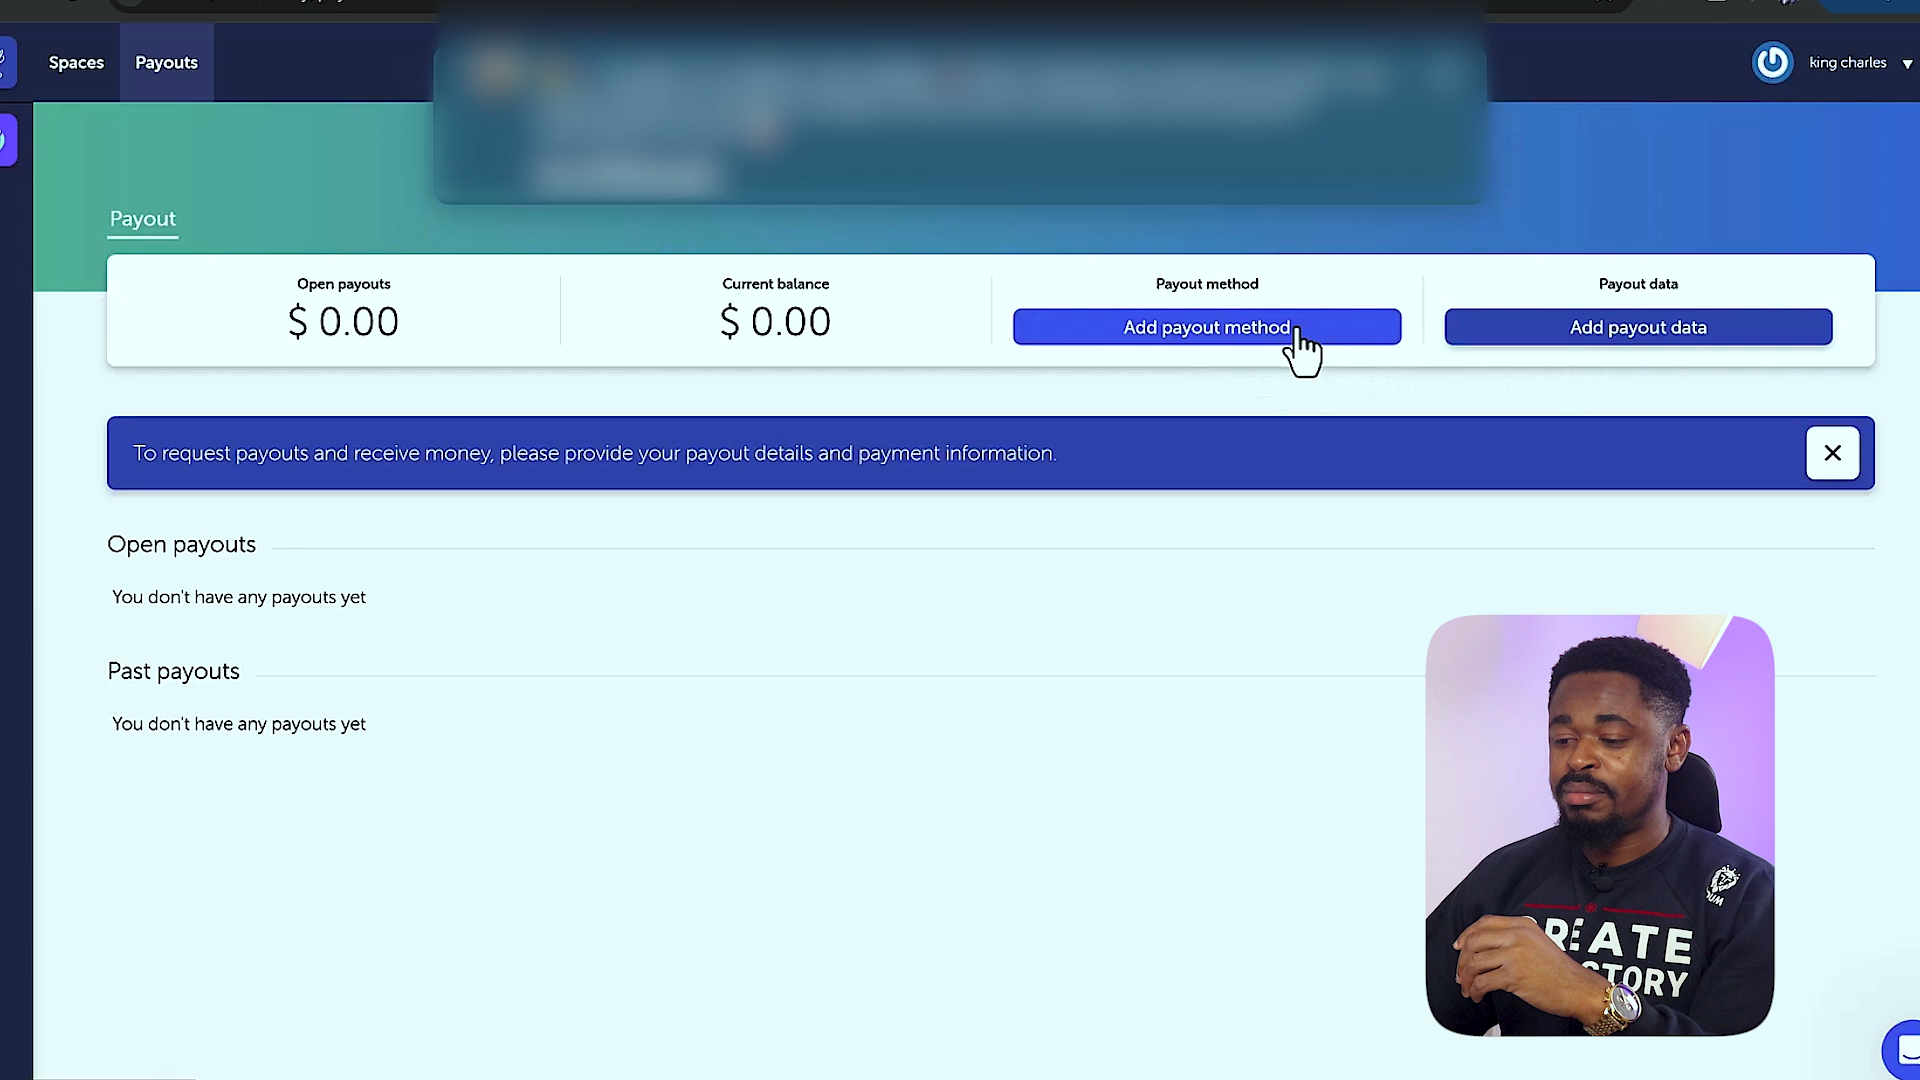 Spaces
Payouts
king charles
Payout
Open payouts
$ 0.00
Current balance
$ 0.00
Payout method
Add payout method
Payout data
Add payout data
To request payouts and receive money, please provide your payout details and payment information.
Open payouts
You don't have any payouts yet
Past payouts
You don't have any payouts yet
REATE
STORY